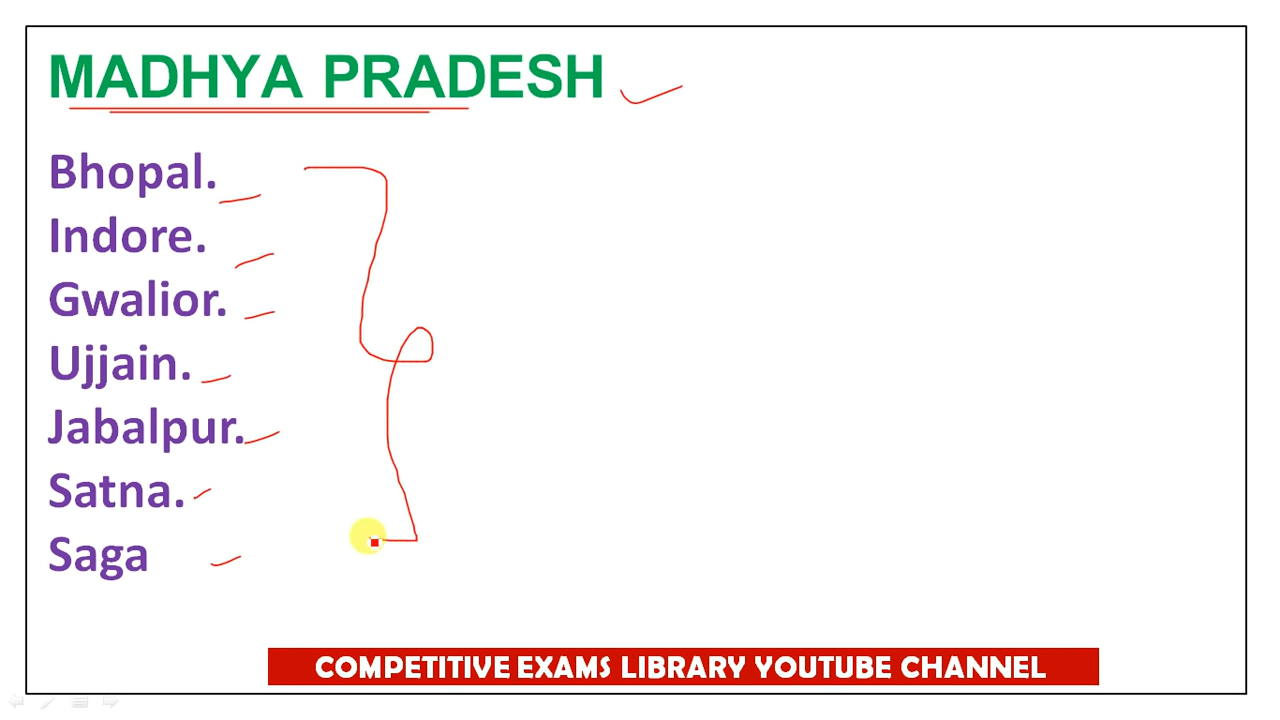 MADHYA PRADESH
Bhopal.
Indore.
Gwalior.
Ujjain.
Jabalpur.
Satna.
Saga
COMPETITIVE EXAMS LIBRARY YOUTUBE CHANNEL